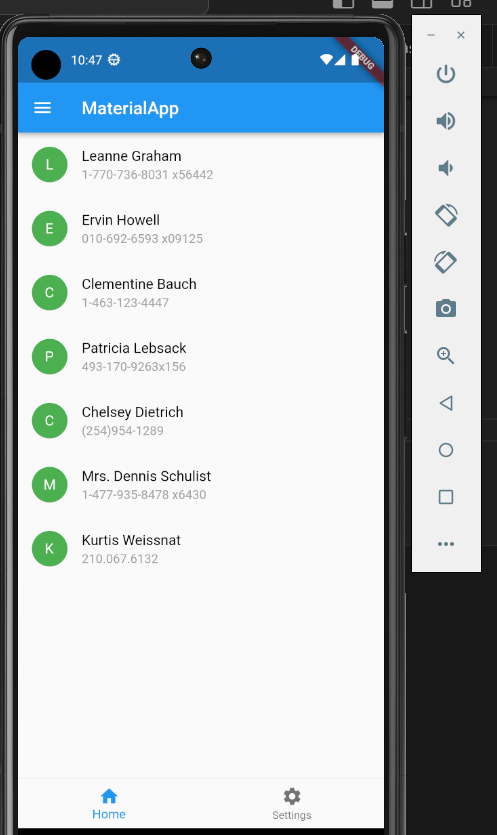 10:47
DEBUG
MaterialApp
L
Leanne Graham
1-770-736-8031 x56442
E
Ervin Howell
010-692-6593 x09125
C
Clementine Bauch
1-463-123-4447
P
Patricia Lebsack
493-170-9263x156
C
Chelsey Dietrich
(254)954-1289
M
Mrs. Dennis Schulist
1-477-935-8478 x6430
K
Kurtis Weissnat
210.067.6132
Home
Settings